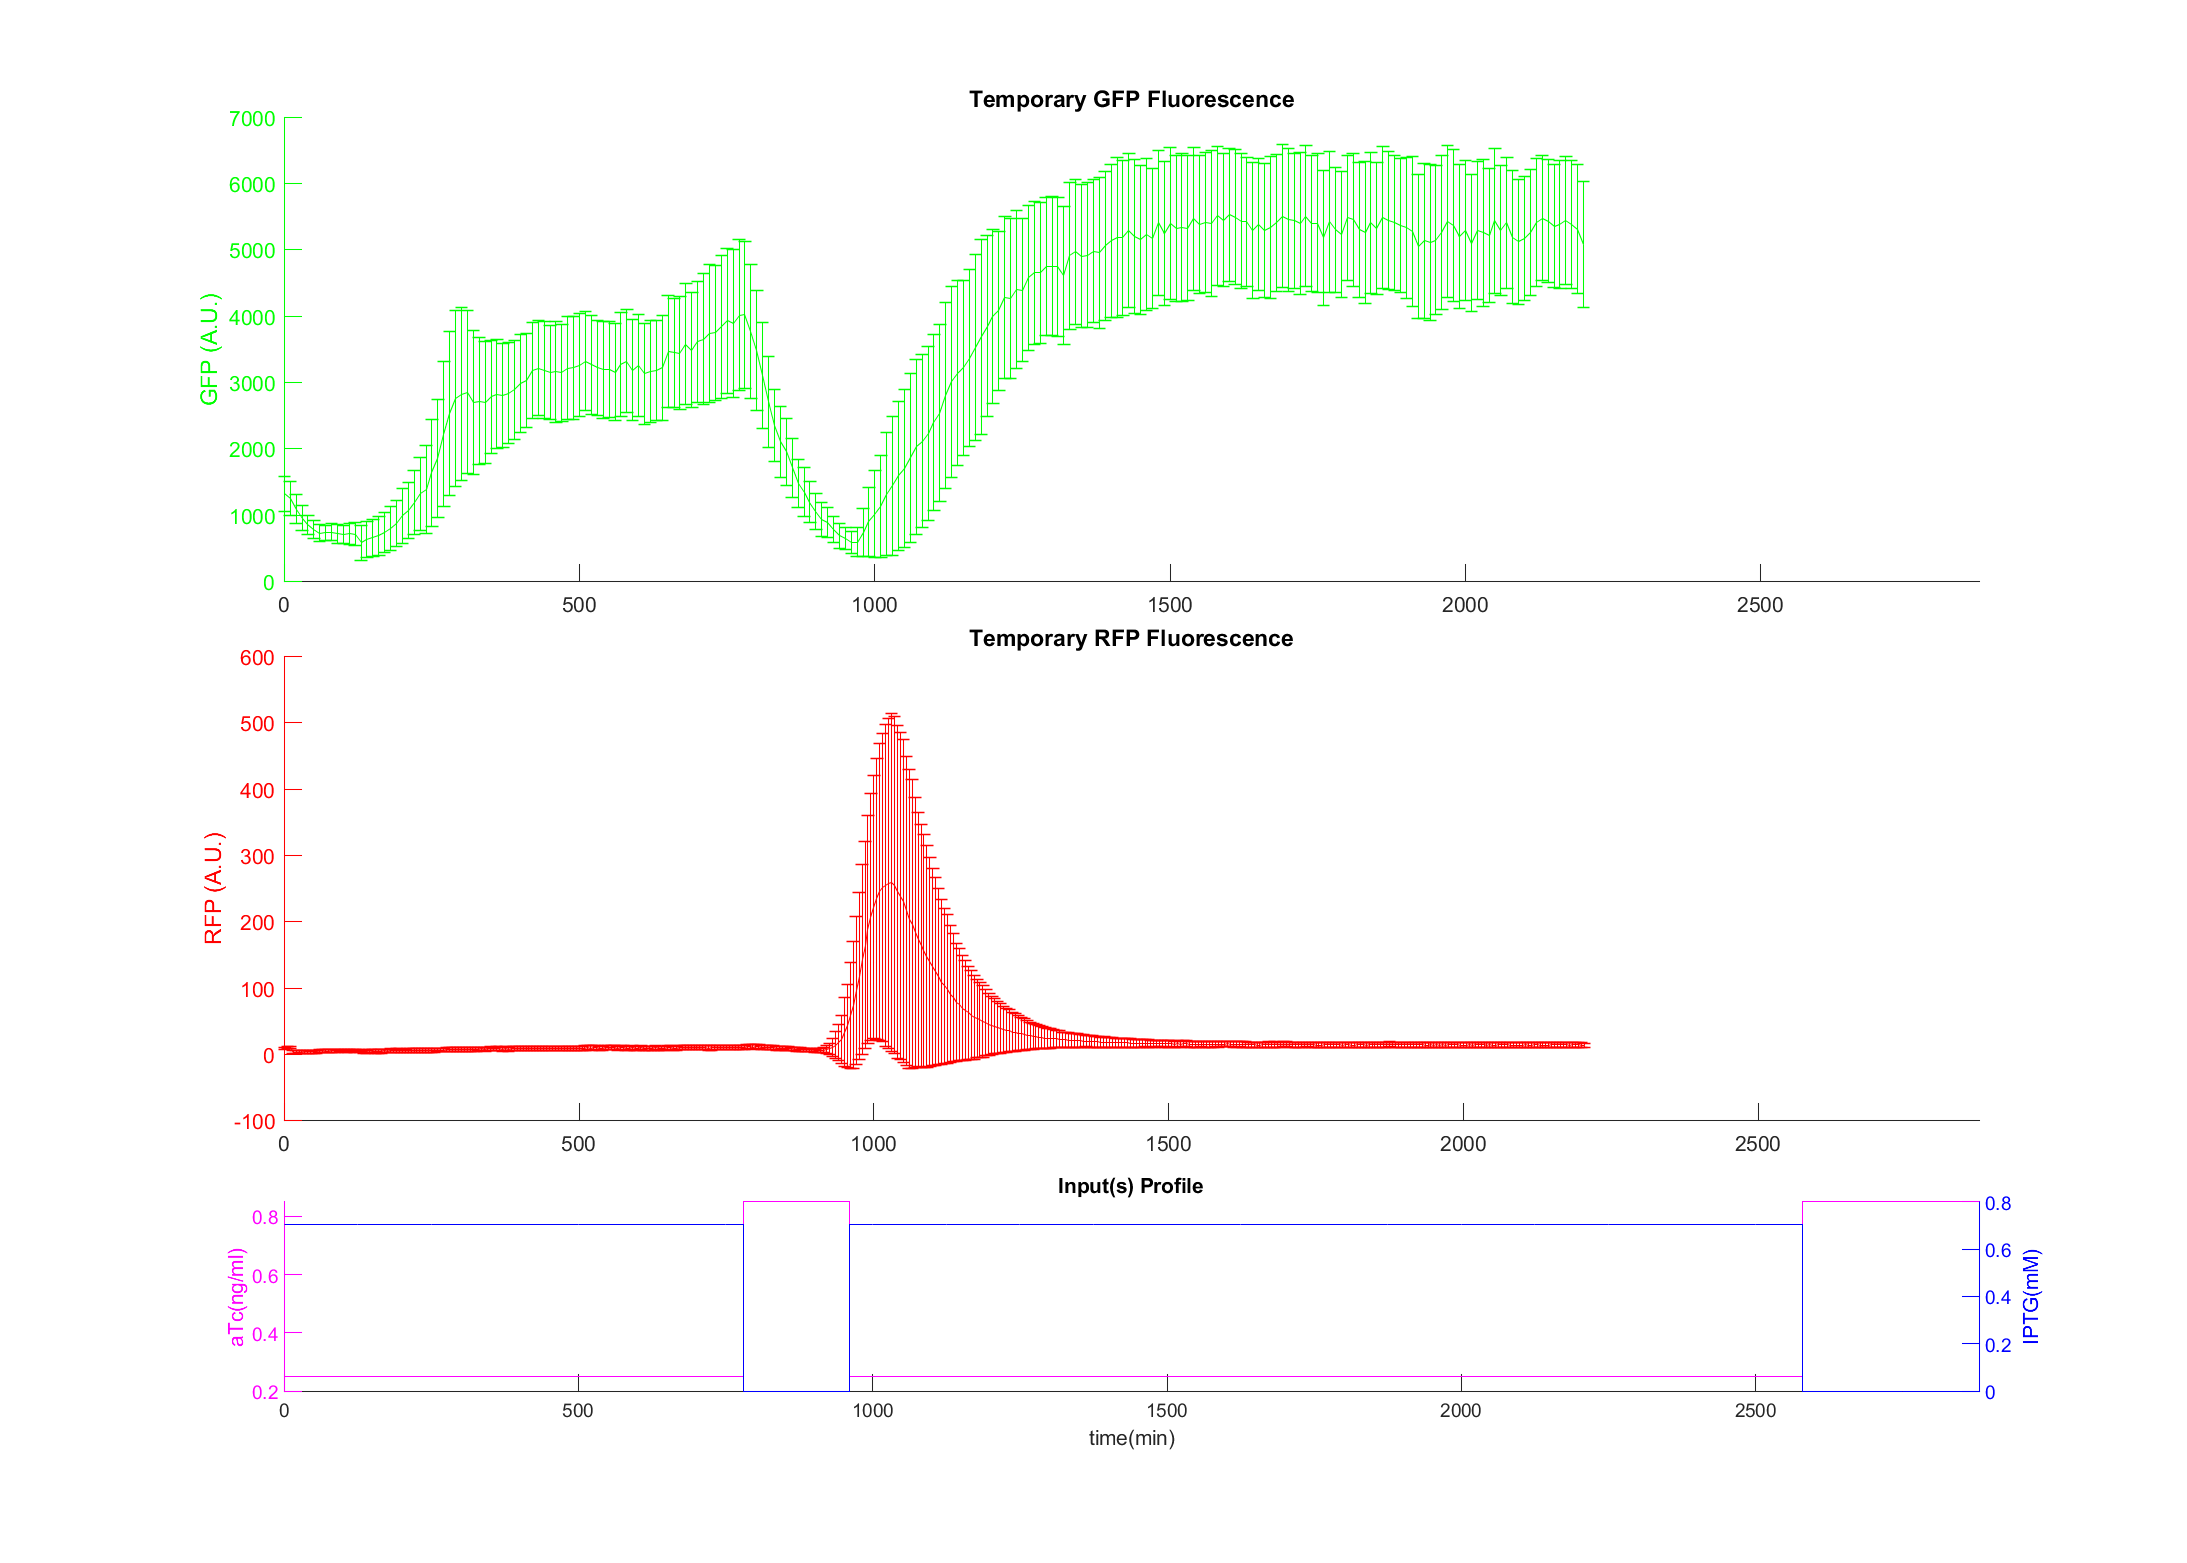 Temporary GFP Fluorescence
7000
6000
5000
4000
3000
2000
1000
0
GFP (A.U.)
0 500 1000 1500 2000 2500
Temporary RFP Fluorescence
600
500
400
300
200
100
0
-100
RFP (A.U.)
0 500 1000 1500 2000 2500
Input(s) Profile
0.8
0.6
0.4
0.2
aTc(ng/ml)
0.8
0.6
0.4
0.2
0
IPTG(mM)
0 500 1000 1500 2000 2500
time(min)